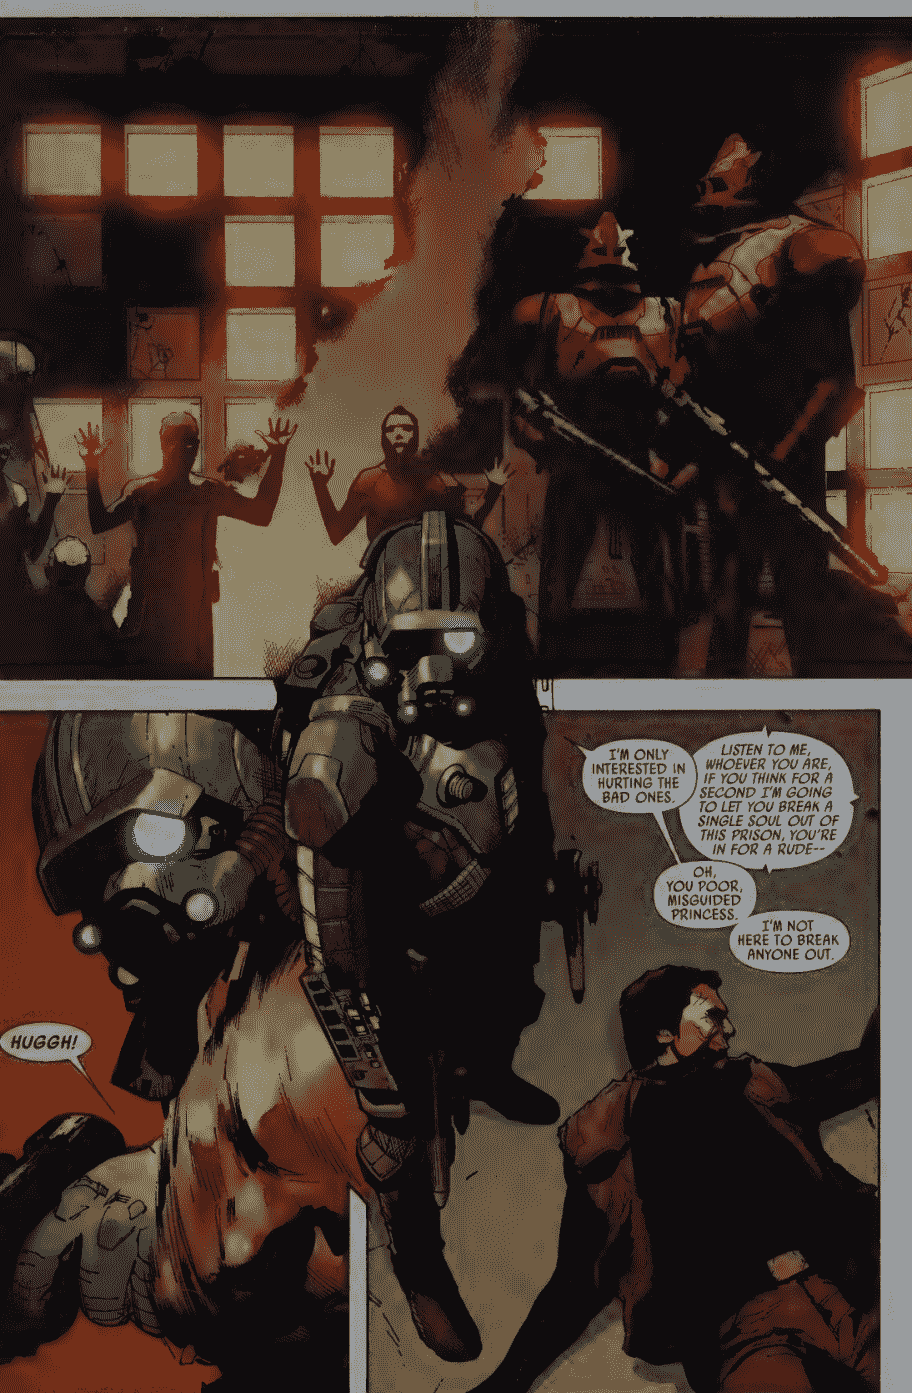 HUGGH!
I'M ONLY
INTERESTED IN
HURTING THE
BAD ONES.
LISTEN TO ME,
WHOEVER YOU ARE,
IF YOU THINK FOR A
SECOND I'M GOING
TO LET YOU BREAK A
SINGLE SOUL OUT OF
THIS PRISON, YOU'RE
IN FOR A RUDE--
OH,
YOU POOR,
MISGUIDED
PRINCESS.
I'M NOT
HERE TO BREAK
ANYONE OUT.